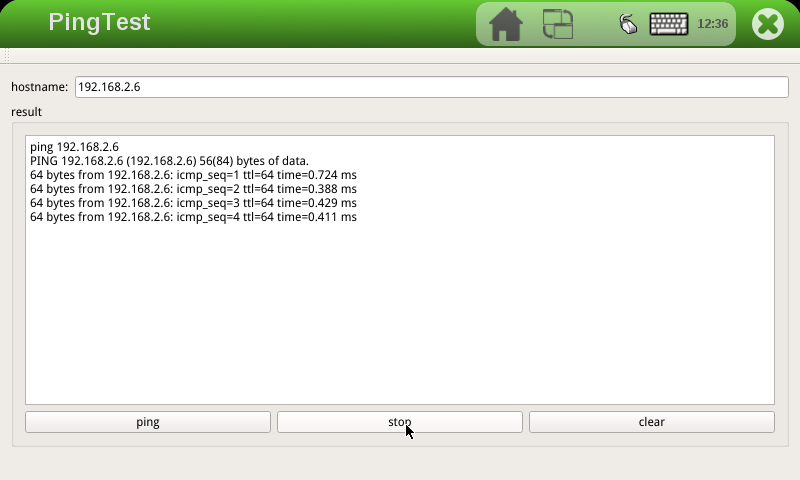 PingTest
12:36
hostname: 192.168.2.6
result
ping 192.168.2.6
PING 192.168.2.6 (192.168.2.6) 56(84) bytes of data.
64 bytes from 192.168.2.6: icmp_seq=1 ttl=64 time=0.724 ms
64 bytes from 192.168.2.6: icmp_seq=2 ttl=64 time=0.388 ms
64 bytes from 192.168.2.6: icmp_seq=3 ttl=64 time=0.429 ms
64 bytes from 192.168.2.6: icmp_seq=4 ttl=64 time=0.411 ms
ping stop clear